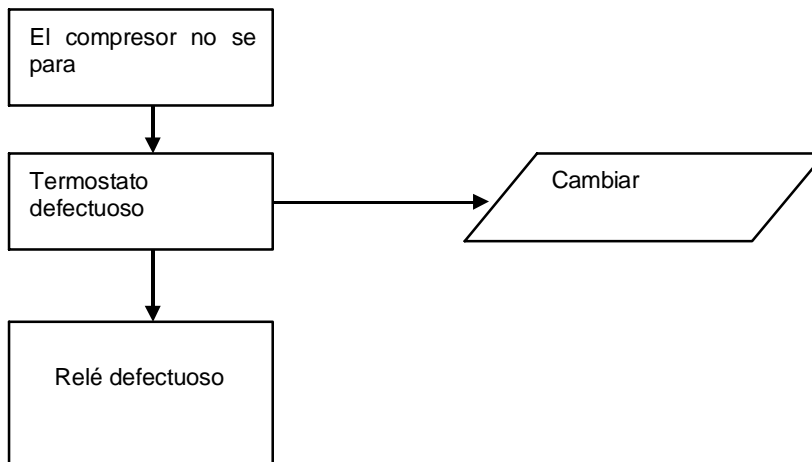 El compresor no se
para
Termostato
defectuoso
Cambiar
Relé defectuoso